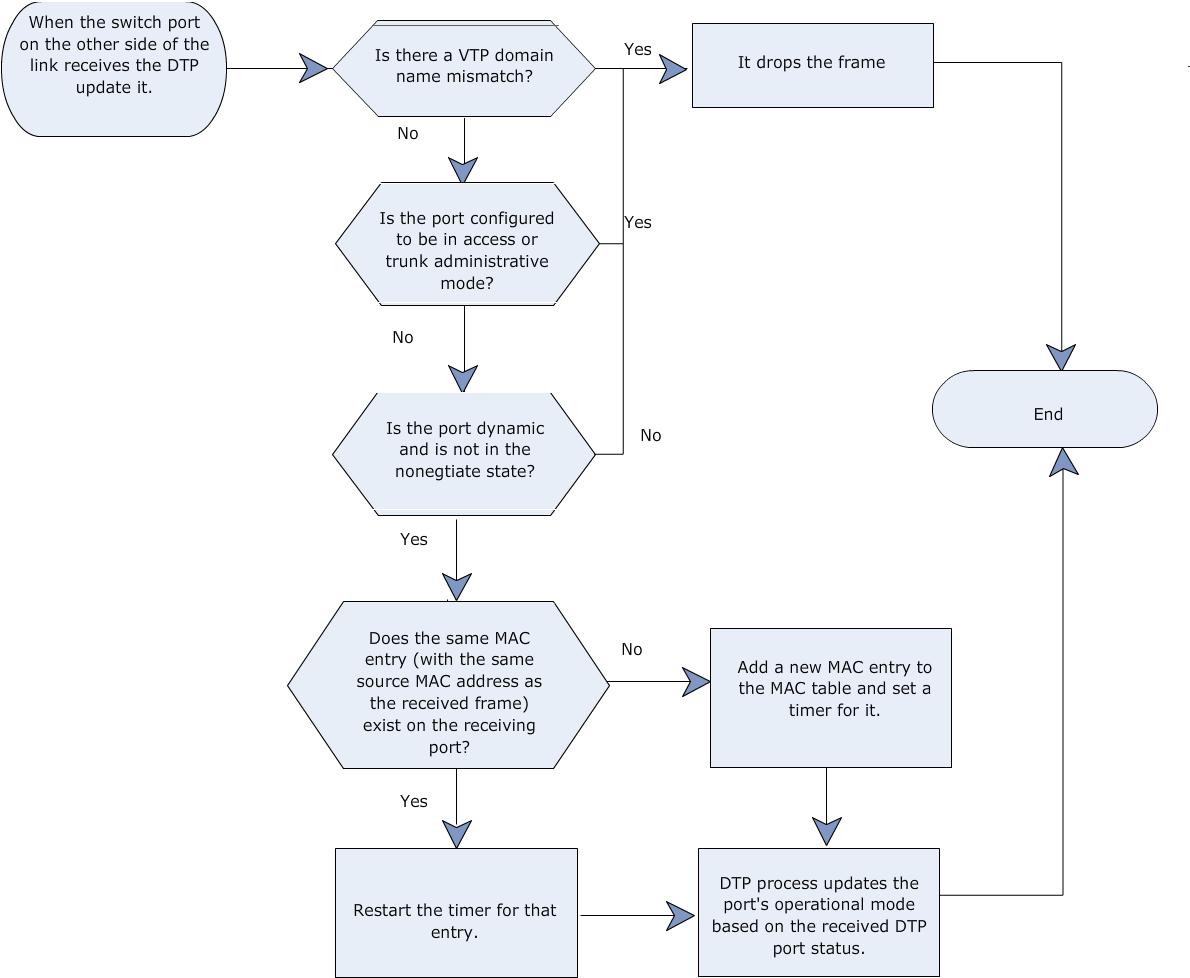 When the switch port
on the other side of the
link receives the DTP
update it.
Is there a VTP domain
name mismatch?
Yes
It drops the frame
No
Is the port configured
to be in access or
trunk administrative
mode?
Yes
No
Is the port dynamic
and is not in the
nonegtiate state?
No
End
Yes
Does the same MAC
entry (with the same
source MAC address as
the received frame)
exist on the receiving
port?
No
Add a new MAC entry to
the MAC table and set a
timer for it.
Yes
Restart the timer for that
entry.
DTP process updates the
port's operational mode
based on the received DTP
port status.